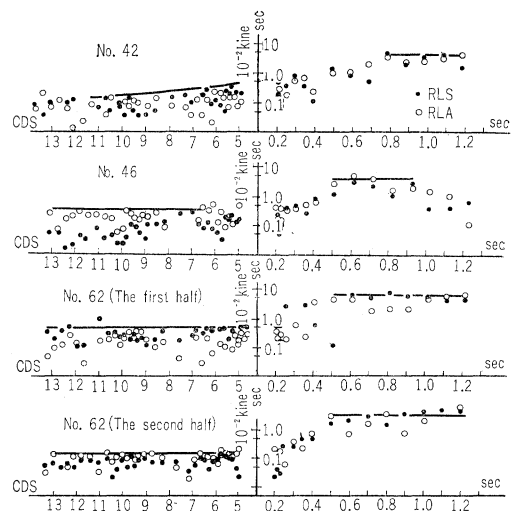 No. 42
10⁻² kine sec
10
1.0
0.1
RLS
RLA
CDS
sec
13 12 11 10 9 8 7 6 5 0.2 0.4 0.6 0.8 1.0 1.2
No. 46
10⁻² kine sec
10
1.0
0.1
CDS
sec
13 12 11 10 9 8 7 6 5 0.2 0.4 0.6 0.8 1.0 1.2
No. 62 (The first half)
10⁻² kine sec
10
1.0
0.1
CDS
sec
13 12 11 10 9 8 7 6 5 0.2 0.4 0.6 0.8 1.0 1.2
No. 62 (The second half)
10⁻² kine sec
1.0
0.1
CDS
sec
13 12 11 10 9 8 7 6 5 0.2 0.4 0.6 0.8 1.0 1.2